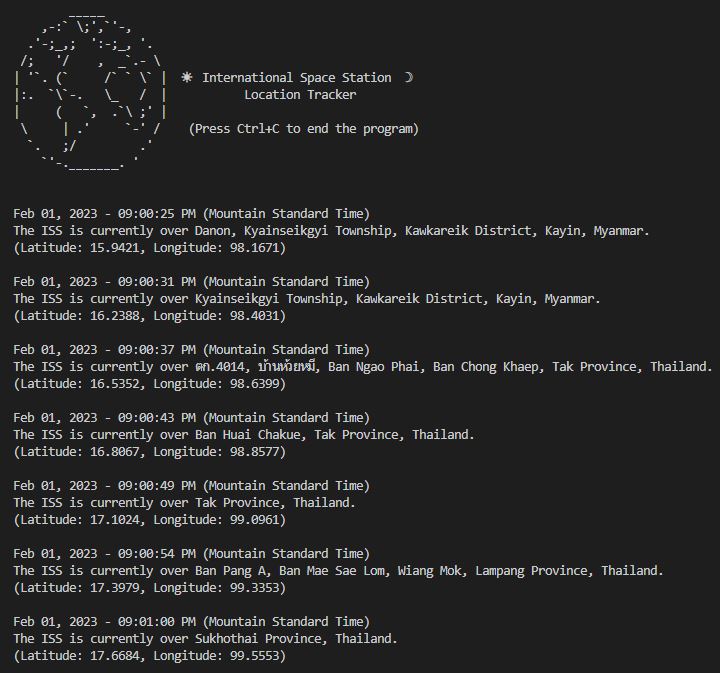 ☀ International Space Station ☽
Location Tracker
(Press Ctrl+C to end the program)
Feb 01, 2023 - 09:00:25 PM (Mountain Standard Time)
The ISS is currently over Danon, Kyainseikgyi Township, Kawkareik District, Kayin, Myanmar.
(Latitude: 15.9421, Longitude: 98.1671)
Feb 01, 2023 - 09:00:31 PM (Mountain Standard Time)
The ISS is currently over Kyainseikgyi Township, Kawkareik District, Kayin, Myanmar.
(Latitude: 16.2388, Longitude: 98.4031)
Feb 01, 2023 - 09:00:37 PM (Mountain Standard Time)
The ISS is currently over ตก.4014, บ้านห้วยหมี, Ban Ngao Phai, Ban Chong Khaep, Tak Province, Thailand.
(Latitude: 16.5352, Longitude: 98.6399)
Feb 01, 2023 - 09:00:43 PM (Mountain Standard Time)
The ISS is currently over Ban Huai Chakue, Tak Province, Thailand.
(Latitude: 16.8067, Longitude: 98.8577)
Feb 01, 2023 - 09:00:49 PM (Mountain Standard Time)
The ISS is currently over Tak Province, Thailand.
(Latitude: 17.1024, Longitude: 99.0961)
Feb 01, 2023 - 09:00:54 PM (Mountain Standard Time)
The ISS is currently over Ban Pang A, Ban Mae Sae Lom, Wiang Mok, Lampang Province, Thailand.
(Latitude: 17.3979, Longitude: 99.3353)
Feb 01, 2023 - 09:01:00 PM (Mountain Standard Time)
The ISS is currently over Sukhothai Province, Thailand.
(Latitude: 17.6684, Longitude: 99.5553)